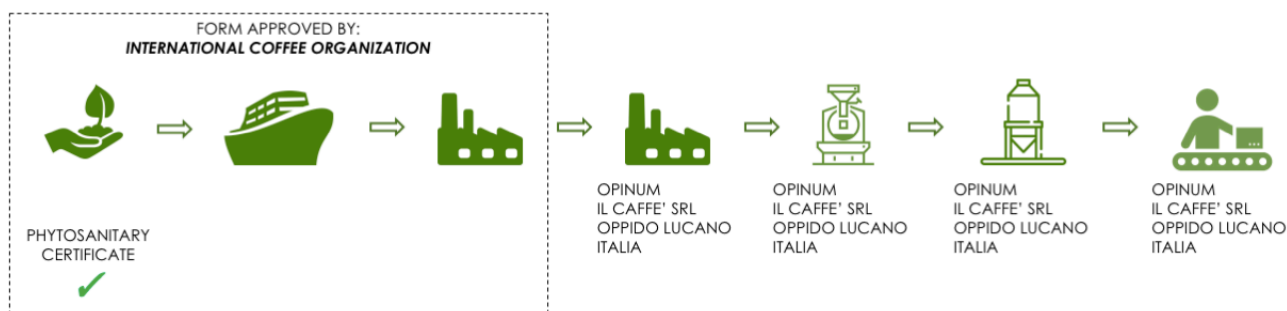 FORM APPROVED BY:
INTERNATIONAL COFFEE ORGANIZATION
PHYTOSANITARY
CERTIFICATE
OPINUM
IL CAFFE' SRL
OPPIDO LUCANO
ITALIA
OPINUM
IL CAFFE' SRL
OPPIDO LUCANO
ITALIA
OPINUM
IL CAFFE' SRL
OPPIDO LUCANO
ITALIA
OPINUM
IL CAFFE' SRL
OPPIDO LUCANO
ITALIA